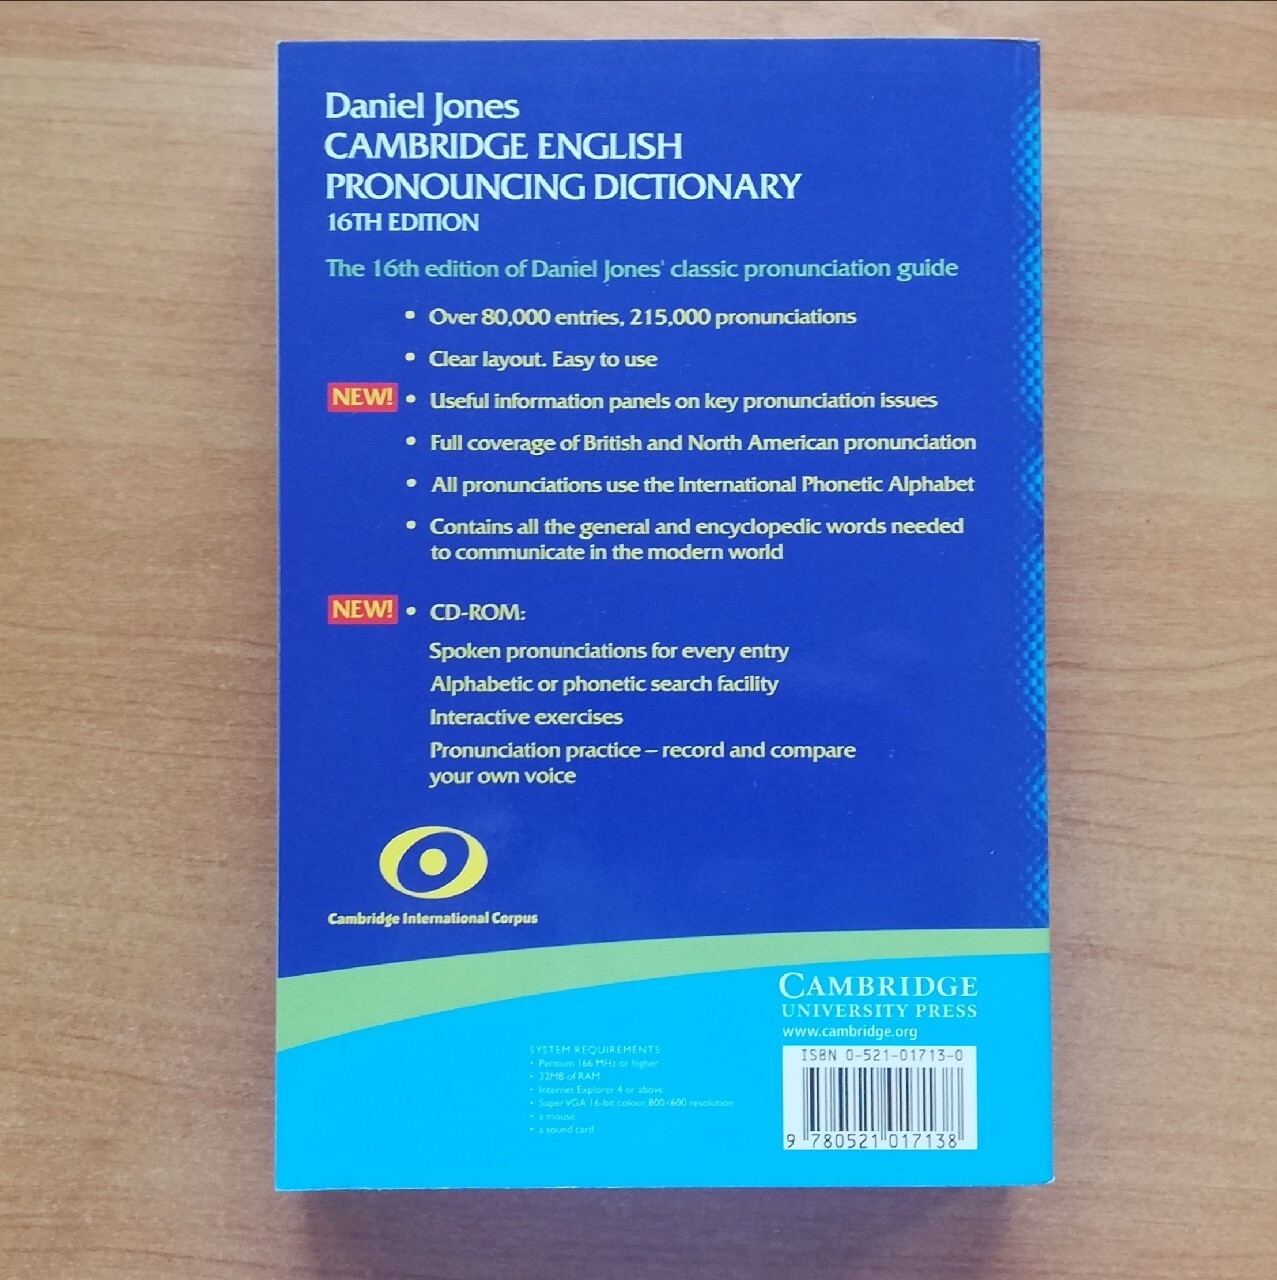 Daniel Jones
CAMBRIDGE ENGLISH
PRONOUNCING DICTIONARY
16TH EDITION
The 16th edition of Daniel Jones' classic pronunciation guide
• Over 80,000 entries, 215,000 pronunciations
• Clear layout. Easy to use
NEW! • Useful information panels on key pronunciation issues
• Full coverage of British and North American pronunciation
• All pronunciations use the International Phonetic Alphabet
• Contains all the general and encyclopedic words needed
to communicate in the modern world
NEW! • CD-ROM:
Spoken pronunciations for every entry
Alphabetic or phonetic search facility
Interactive exercises
Pronunciation practice – record and compare
your own voice
Cambridge International Corpus
CAMBRIDGE
UNIVERSITY PRESS
www.cambridge.org
SYSTEM REQUIREMENTS
• Pentium 166 MHz or higher
• 32MB of RAM
• Internet Explorer 4 or above
• Super VGA 16-bit colour, 800×600 resolution
• a mouse
• a sound card
ISBN 0-521-01713-0
9 780521 017138